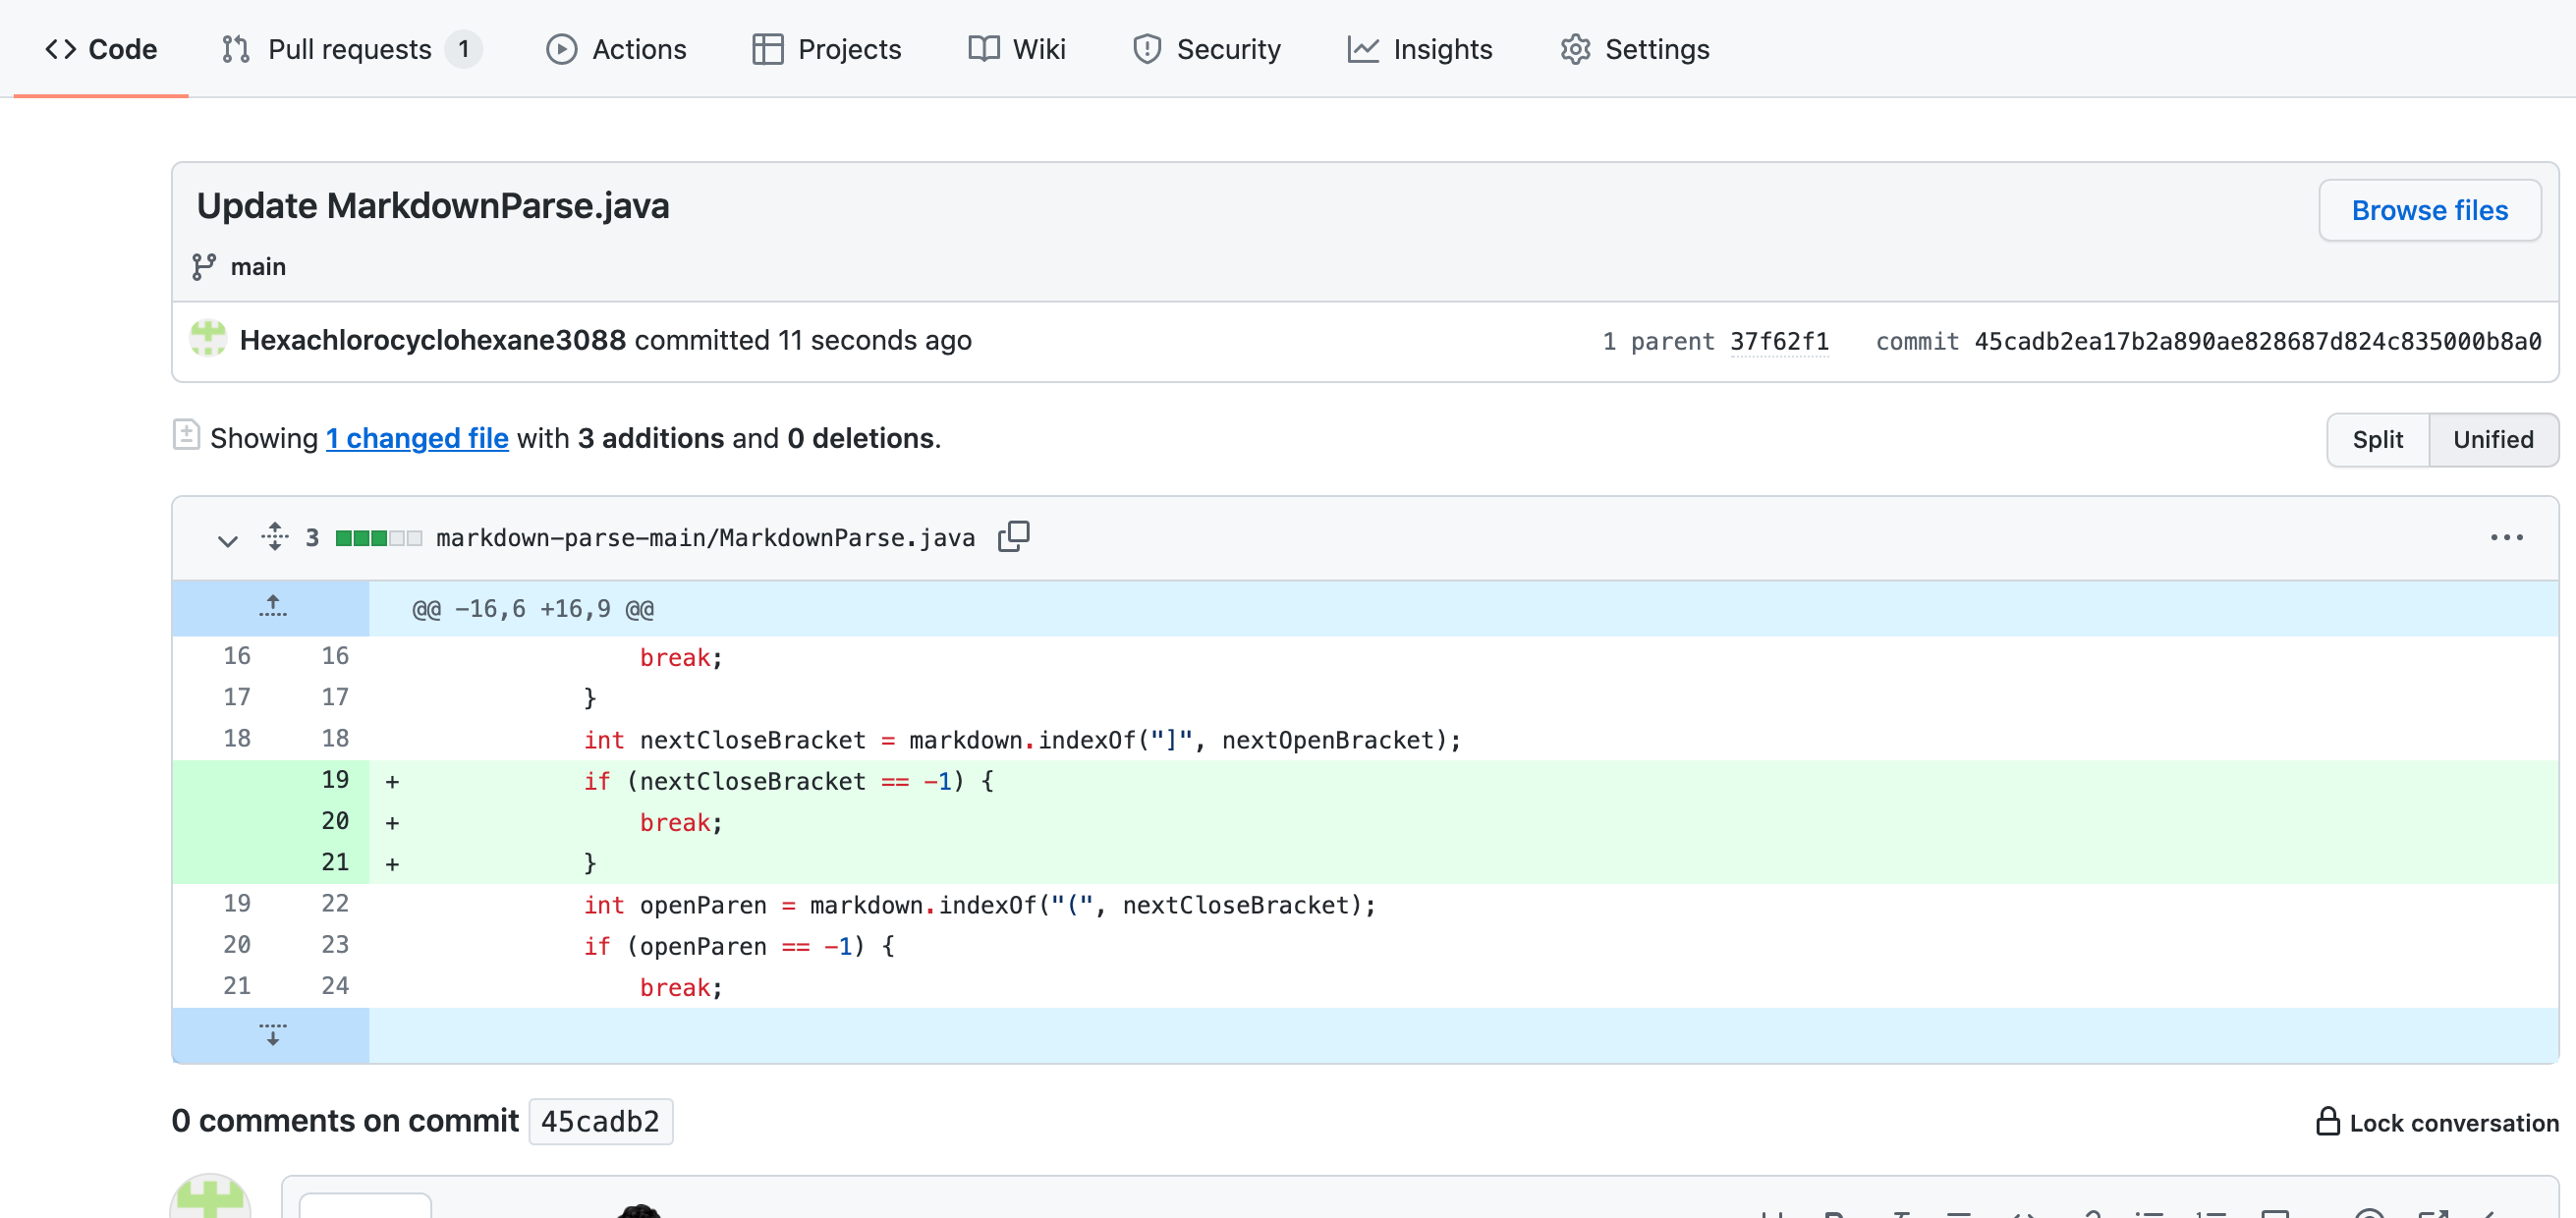 Code Pull requests 1 Actions Projects Wiki Security Insights Settings
Update MarkdownParse.java
Browse files
main
Hexachlorocyclohexane3088 committed 11 seconds ago 1 parent 37f62f1 commit 45cadb2ea17b2a890ae828687d824c835000b8a0
Showing 1 changed file with 3 additions and 0 deletions. Split Unified
3 markdown-parse-main/MarkdownParse.java
@@ -16,6 +16,9 @@
16 16 break;
17 17 }
18 18 int nextCloseBracket = markdown.indexOf("]", nextOpenBracket);
19 + if (nextCloseBracket == -1) {
20 + break;
21 + }
19 22 int openParen = markdown.indexOf("(", nextCloseBracket);
20 23 if (openParen == -1) {
21 24 break;
0 comments on commit 45cadb2 Lock conversation